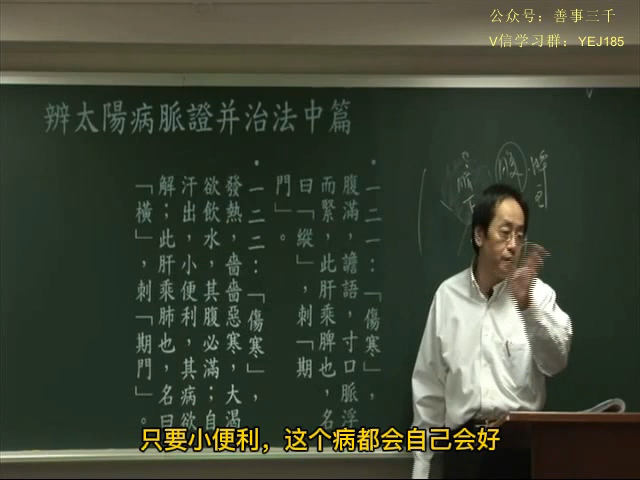 公众号：善事三千
V信学习群：YEJ185
辨太陽病脈證并治法中篇
•一二一：「傷寒」，
腹滿，譫語，寸口脈浮
而緊，此肝乘脾也，名
曰「縱」，刺「期
門」。
•一二二：「傷寒」，
發熱，嗇嗇惡寒，大渴
欲飲水，其腹必滿；自
汗出，小便利，其病欲
解；此肝乘肺也，名曰
「橫」，刺「期門」。
只要小便利，这个病都会自己会好